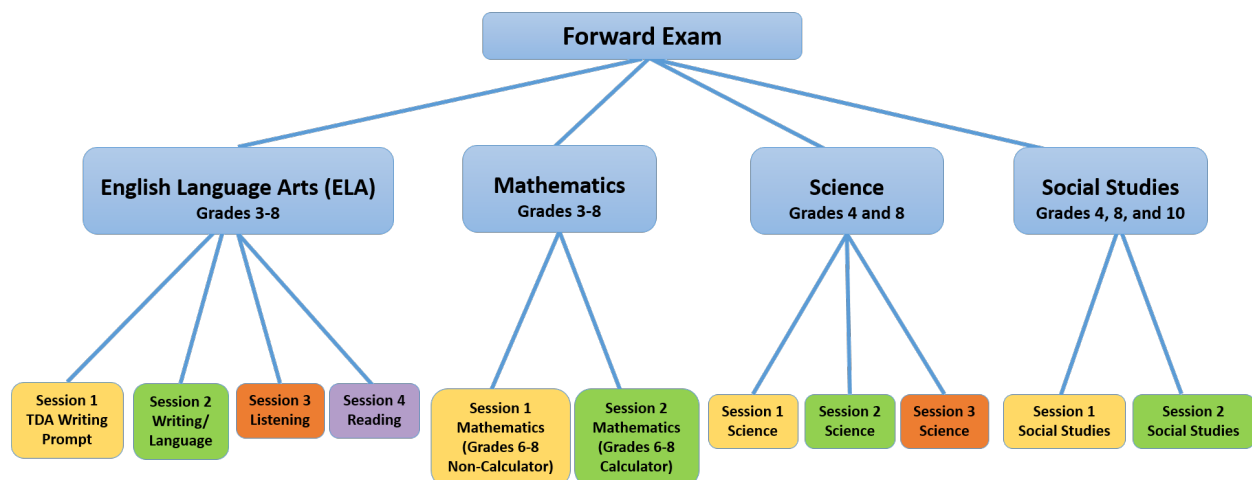 Forward Exam
English Language Arts (ELA)
Grades 3-8
Mathematics
Grades 3-8
Science
Grades 4 and 8
Social Studies
Grades 4, 8, and 10
Session 1
TDA Writing
Prompt
Session 2
Writing/
Language
Session 3
Listening
Session 4
Reading
Session 1
Mathematics
(Grades 6-8
Non-Calculator)
Session 2
Mathematics
(Grades 6-8
Calculator)
Session 1
Science
Session 2
Science
Session 3
Science
Session 1
Social Studies
Session 2
Social Studies